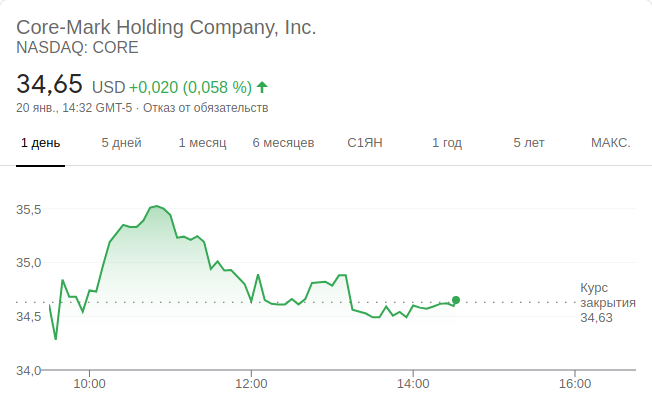 Core-Mark Holding Company, Inc.
NASDAQ: CORE
34,65 USD +0,020 (0,058 %)
20 янв., 14:32 GMT-5 · Отказ от обязательств
1 день 5 дней 1 месяц 6 месяцев С1ЯН 1 год 5 лет МАКС.
35,5
35,0
Курс
закрытия
34,63
34,5
34,0
10:00 12:00 14:00 16:00